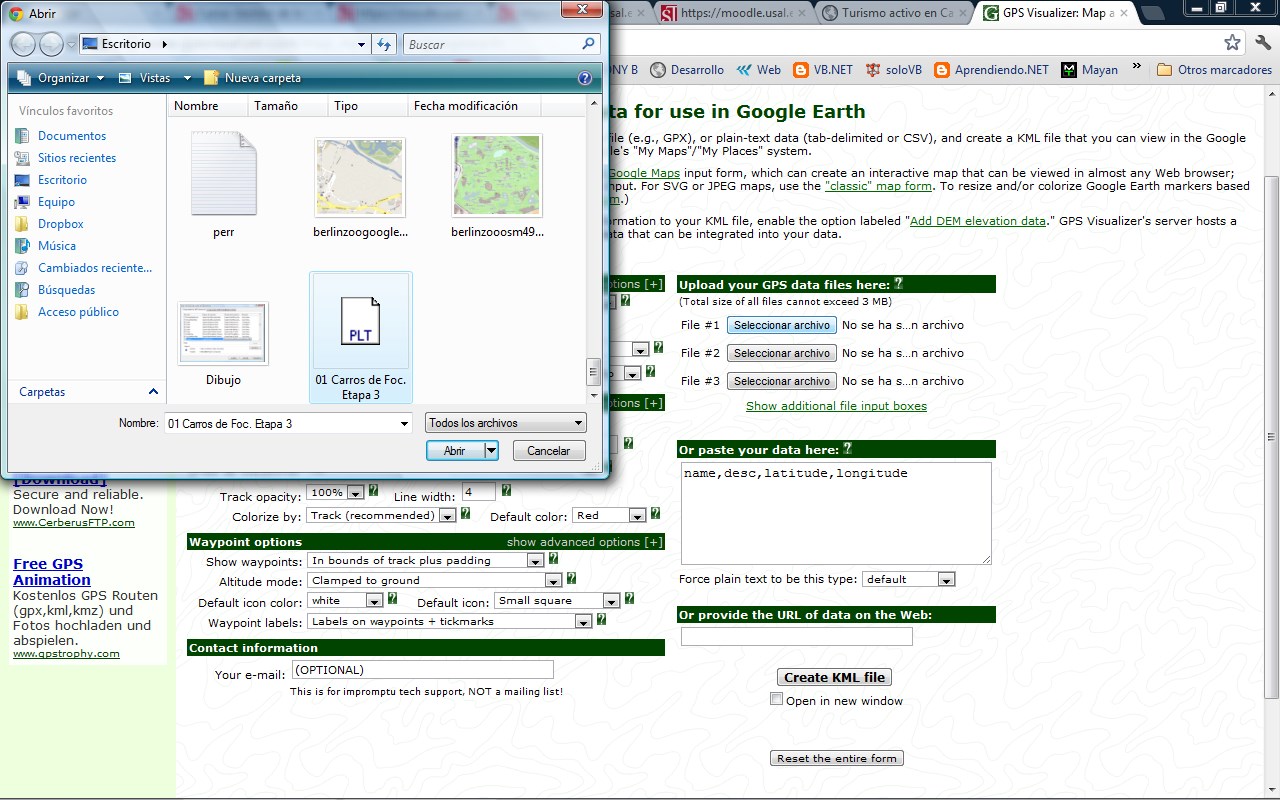 Abrir
sal.e
https://moodle.usal.e
Turismo activo en Ca
GPS Visualizer: Map a
Escritorio
Buscar
Organizar
Vistas
Nueva carpeta
NY B
Desarrollo
Web
VB.NET
soloVB
Aprendiendo.NET
Mayan
»
Otros marcadores
Vínculos favoritos
Documentos
Sitios recientes
Escritorio
Equipo
Dropbox
Música
Cambiados reciente...
Búsquedas
Acceso público
Carpetas
Nombre
Tamaño
Tipo
Fecha modificación
perr
berlinzoogoogle...
berlinzooosm49...
Dibujo
PLT
01 Carros de Foc.
Etapa 3
Nombre:
01 Carros de Foc. Etapa 3
Todos los archivos
Abrir
Cancelar
ta for use in Google Earth
file (e.g., GPX), or plain-text data (tab-delimited or CSV), and create a KML file that you can view in the Google
le's "My Maps"/"My Places" system.
Google Maps input form, which can create an interactive map that can be viewed in almost any Web browser;
nput. For SVG or JPEG maps, use the "classic" map form. To resize and/or colorize Google Earth markers based
m.)
ormation to your KML file, enable the option labeled "Add DEM elevation data." GPS Visualizer's server hosts a
ata that can be integrated into your data.
options [+]
options [+]
[Download]
Secure and reliable.
Download Now!
www.CerberusFTP.com
Free GPS
Animation
Kostenlos GPS Routen
(gpx,kml,kmz) und
Fotos hochladen und
abspielen.
www.gpstrophy.com
Track opacity: 100% Line width: 4
Colorize by: Track (recommended) Default color: Red
Waypoint options show advanced options [+]
Show waypoints: In bounds of track plus padding
Altitude mode: Clamped to ground
Default icon color: white Default icon: Small square
Waypoint labels: Labels on waypoints + tickmarks
Contact information
Your e-mail: (OPTIONAL)
This is for impromptu tech support, NOT a mailing list!
Upload your GPS data files here:
(Total size of all files cannot exceed 3 MB)
File #1 Seleccionar archivo No se ha s...n archivo
File #2 Seleccionar archivo No se ha s...n archivo
File #3 Seleccionar archivo No se ha s...n archivo
Show additional file input boxes
Or paste your data here:
name,desc,latitude,longitude
Force plain text to be this type: default
Or provide the URL of data on the Web:
Create KML file
Open in new window
Reset the entire form